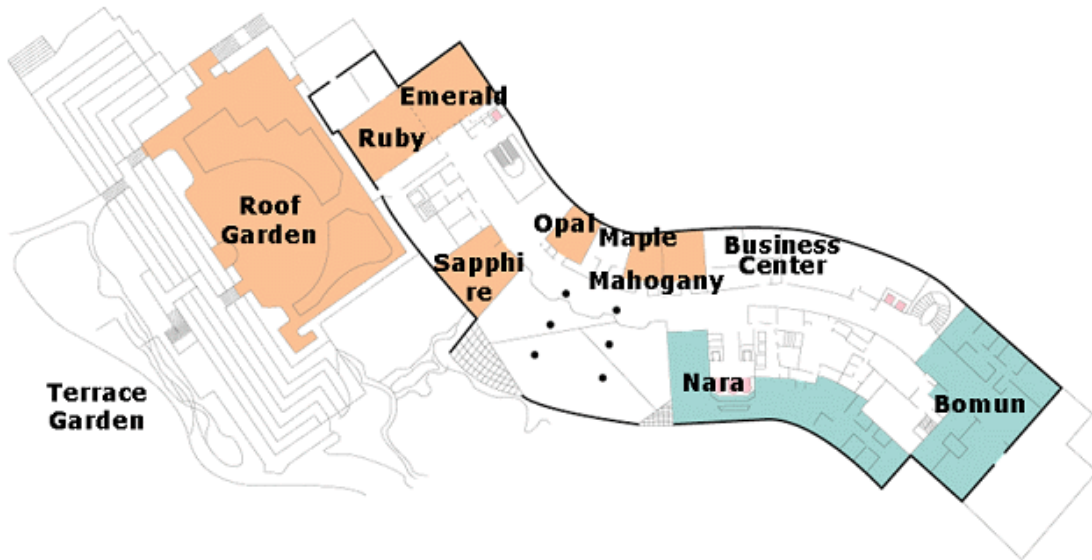 Emerald
Ruby
Roof
Garden
Opal
Maple
Business
Center
Sapphi
re
Mahogany
Nara
Bomun
Terrace
Garden